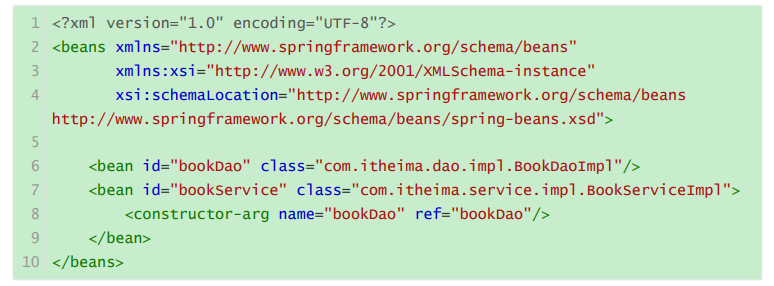 1 <?xml version="1.0" encoding="UTF-8"?>
2 <beans xmlns="http://www.springframework.org/schema/beans"
3 xmlns:xsi="http://www.w3.org/2001/XMLSchema-instance"
4 xsi:schemaLocation="http://www.springframework.org/schema/beans
http://www.springframework.org/schema/beans/spring-beans.xsd">
5
6 <bean id="bookDao" class="com.itheima.dao.impl.BookDaoImpl"/>
7 <bean id="bookService" class="com.itheima.service.impl.BookServiceImpl">
8 <constructor-arg name="bookDao" ref="bookDao"/>
9 </bean>
10 </beans>